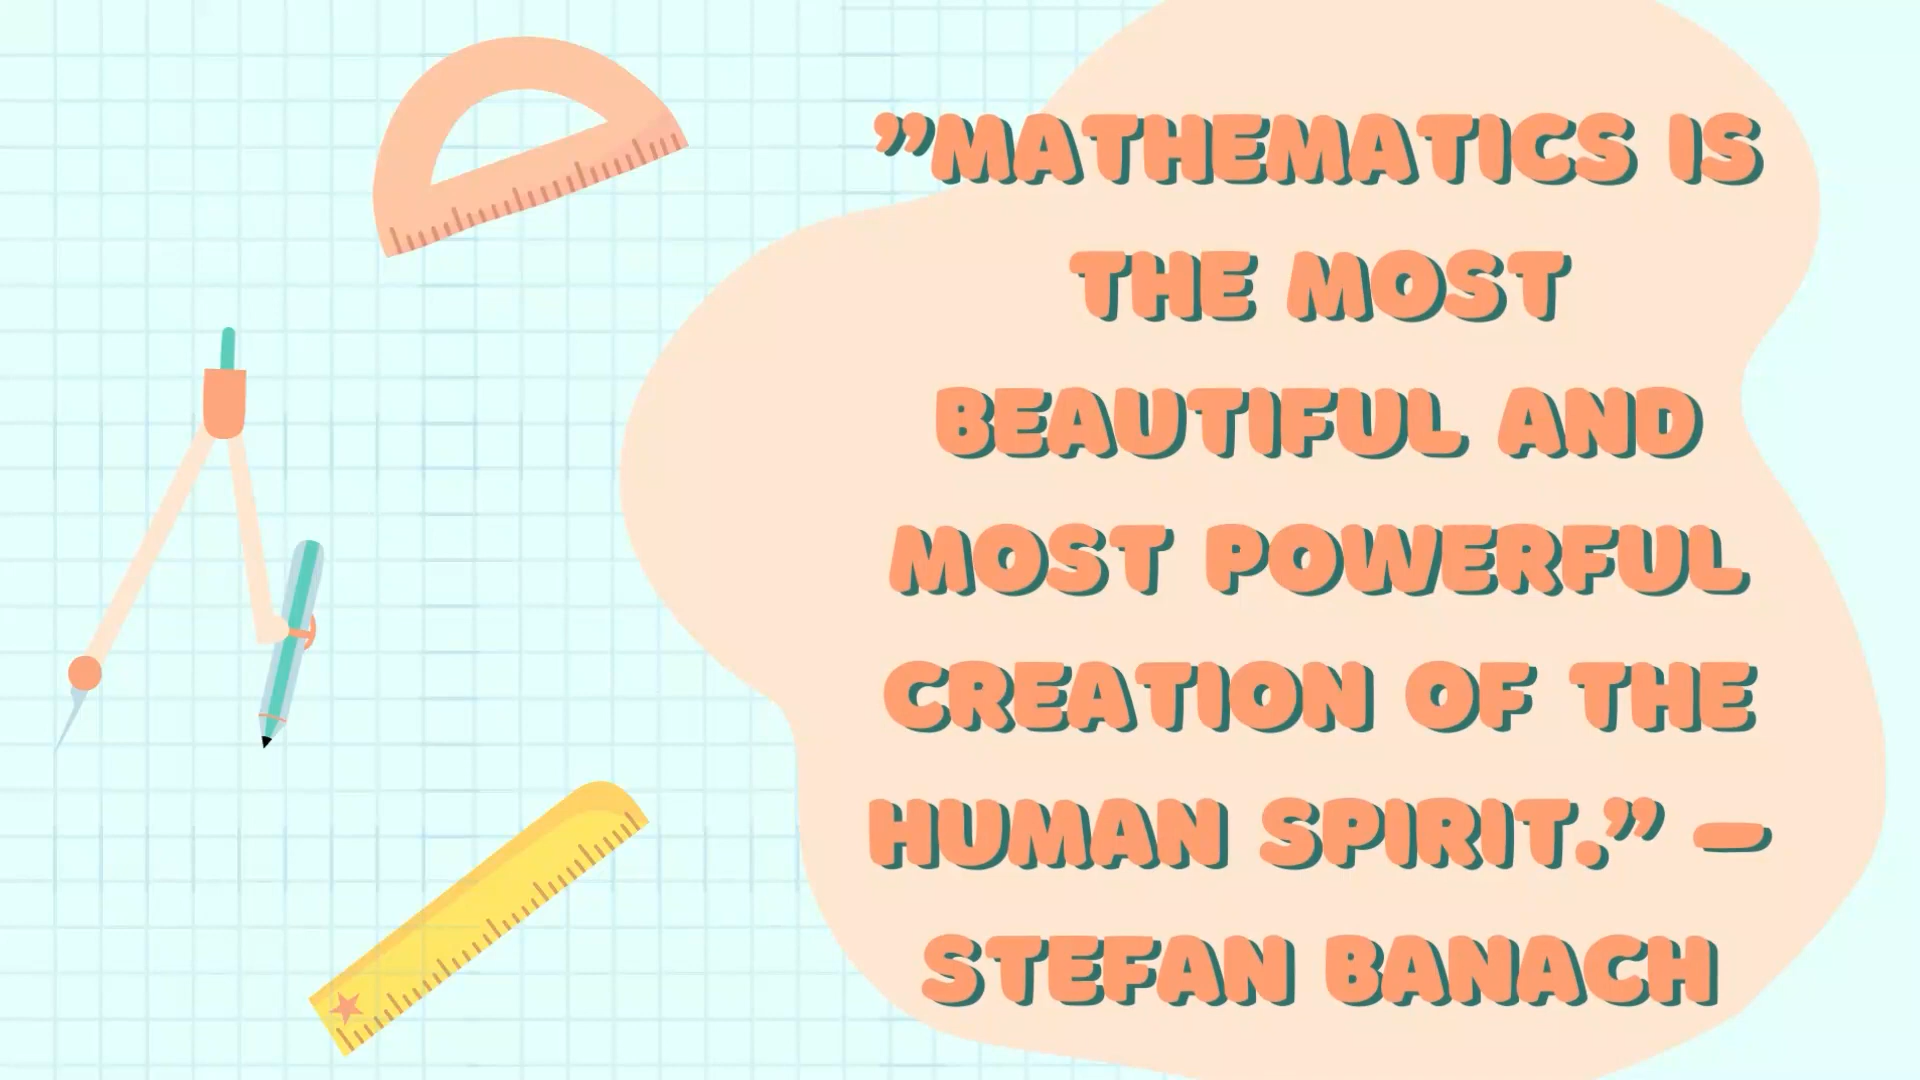 ”MATHEMATICS IS
THE MOST
BEAUTIFUL AND
MOST POWERFUL
CREATION OF THE
HUMAN SPIRIT.” –
STEFAN BANACH